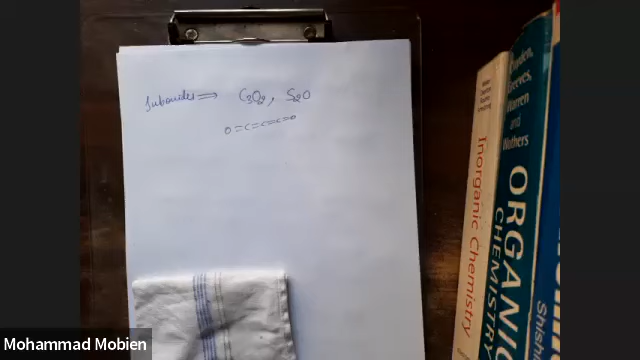 Suboxides ⟹ C₃O₂, S₂O
O=C=C=C=O
Inorganic Chemistry
Clayden, Greeves, Warren and Wothers
ORGANIC CHEMISTRY
Mohammad Mobien